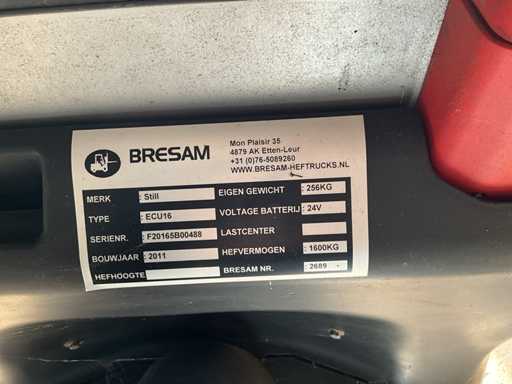 BRESAM
Mon Plaisir 35
4879 AK Etten-Leur
+31 (0)76-5089260
WWW.BRESAM-HEFTRUCKS.NL
MERK : Still
TYPE : ECU16
SERIENR. : F20165B00488
BOUWJAAR : 2011
HEFHOOGTE
EIGEN GEWICHT : 256KG
VOLTAGE BATTERIJ : 24V
LASTCENTER :
HEFVERMOGEN : 1600KG
BRESAM NR. : 2689 -